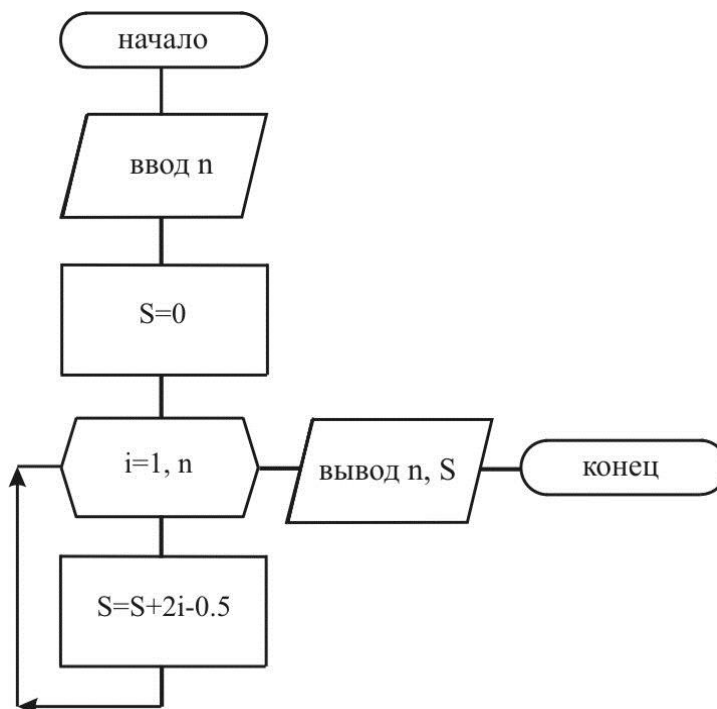 начало
ввод n
S=0
i=1, n
вывод n, S
конец
S=S+2i-0.5